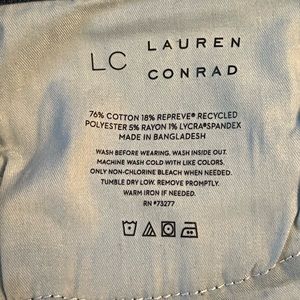 LC LAUREN
CONRAD
76% COTTON 18% REPREVE® RECYCLED
POLYESTER 5% RAYON 1% LYCRA®SPANDEX
MADE IN BANGLADESH
WASH BEFORE WEARING. WASH INSIDE OUT.
MACHINE WASH COLD WITH LIKE COLORS.
ONLY NON-CHLORINE BLEACH WHEN NEEDED.
TUMBLE DRY LOW. REMOVE PROMPTLY.
WARM IRON IF NEEDED.
RN #73277